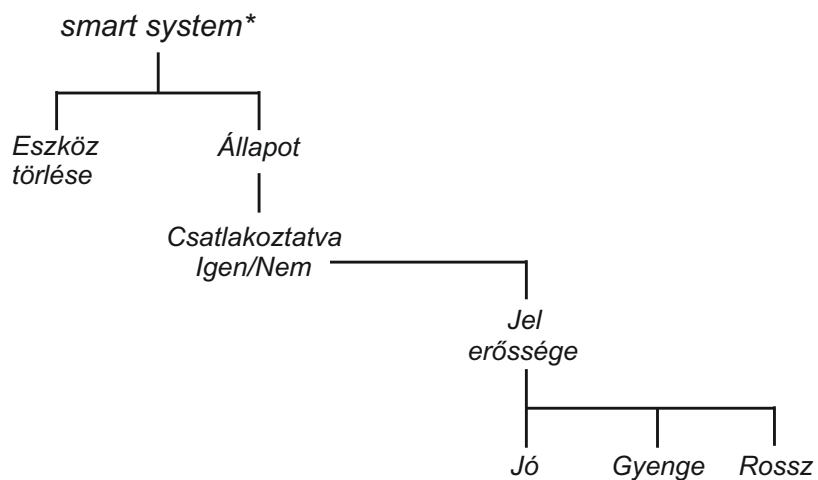 smart system*
Eszköz
törlése
Állapot
Csatlakoztatva
Igen/Nem
Jel
erőssége
Jó
Gyenge
Rossz